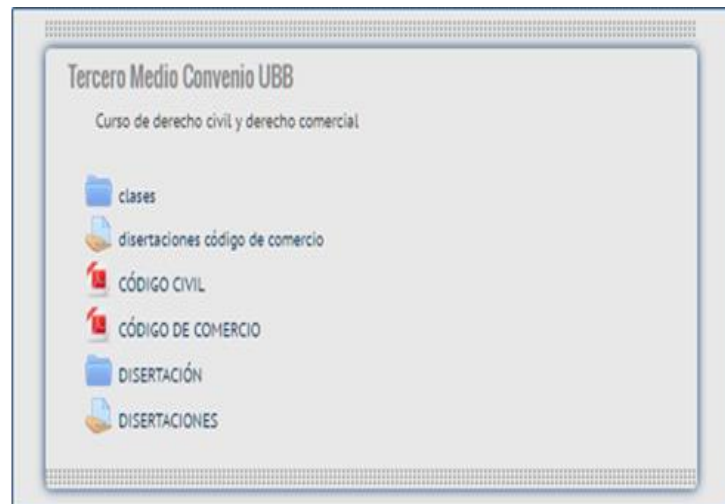 Tercero Medio Convenio UBB
Curso de derecho civil y derecho comercial
clases
disertaciones código de comercio
CÓDIGO CIVIL
CÓDIGO DE COMERCIO
DISERTACIÓN
DISERTACIONES